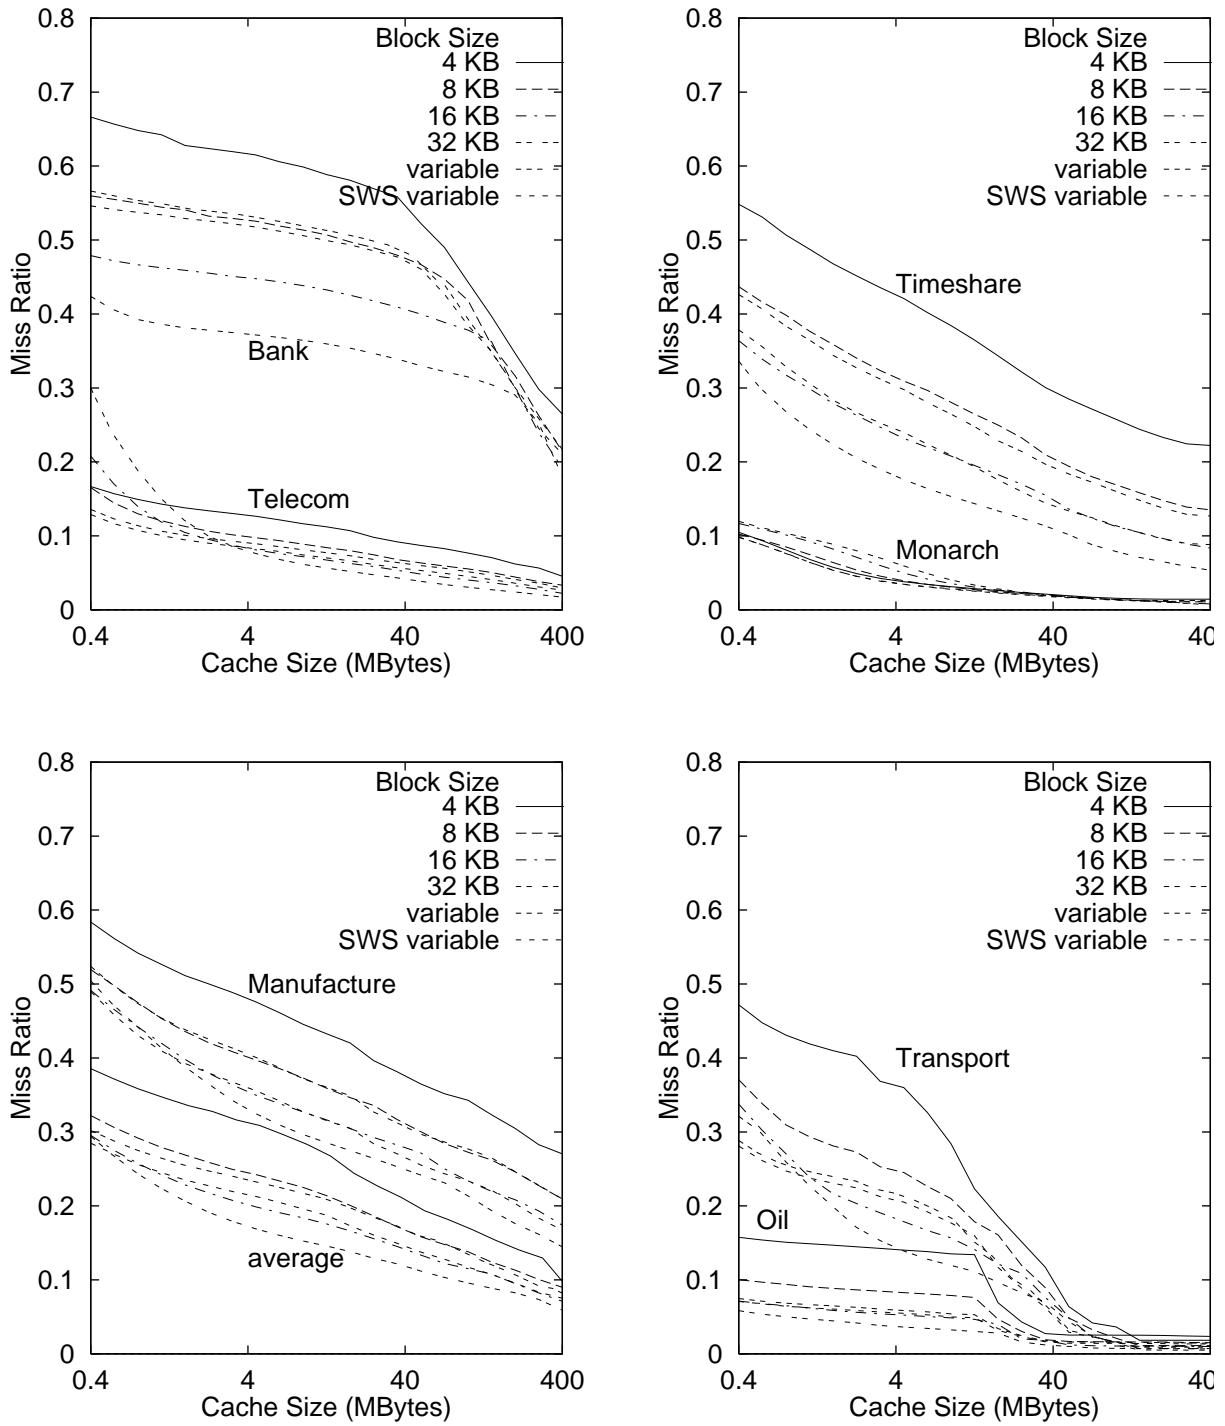 0.8
Block Size
4 KB
0.7
8 KB
16 KB
32 KB
0.6
variable
SWS variable
0.5
Miss Ratio
0.4
Bank
0.3
0.2
Telecom
0.1
0
0.4 4 40 400
Cache Size (MBytes)
0.8
Block Size
4 KB
0.7
8 KB
16 KB
32 KB
0.6
variable
SWS variable
0.5
Miss Ratio
Timeshare
0.4
0.3
0.2
0.1
Monarch
0
0.4 4 40 40
Cache Size (MBytes)
0.8
Block Size
4 KB
0.7
8 KB
16 KB
32 KB
0.6
variable
SWS variable
0.5
Manufacture
Miss Ratio
0.4
0.3
0.2
average
0.1
0
0.4 4 40 400
Cache Size (MBytes)
0.8
Block Size
4 KB
0.7
8 KB
16 KB
32 KB
0.6
variable
SWS variable
0.5
Miss Ratio
0.4
Transport
0.3
0.2
Oil
0.1
0
0.4 4 40 40
Cache Size (MBytes)